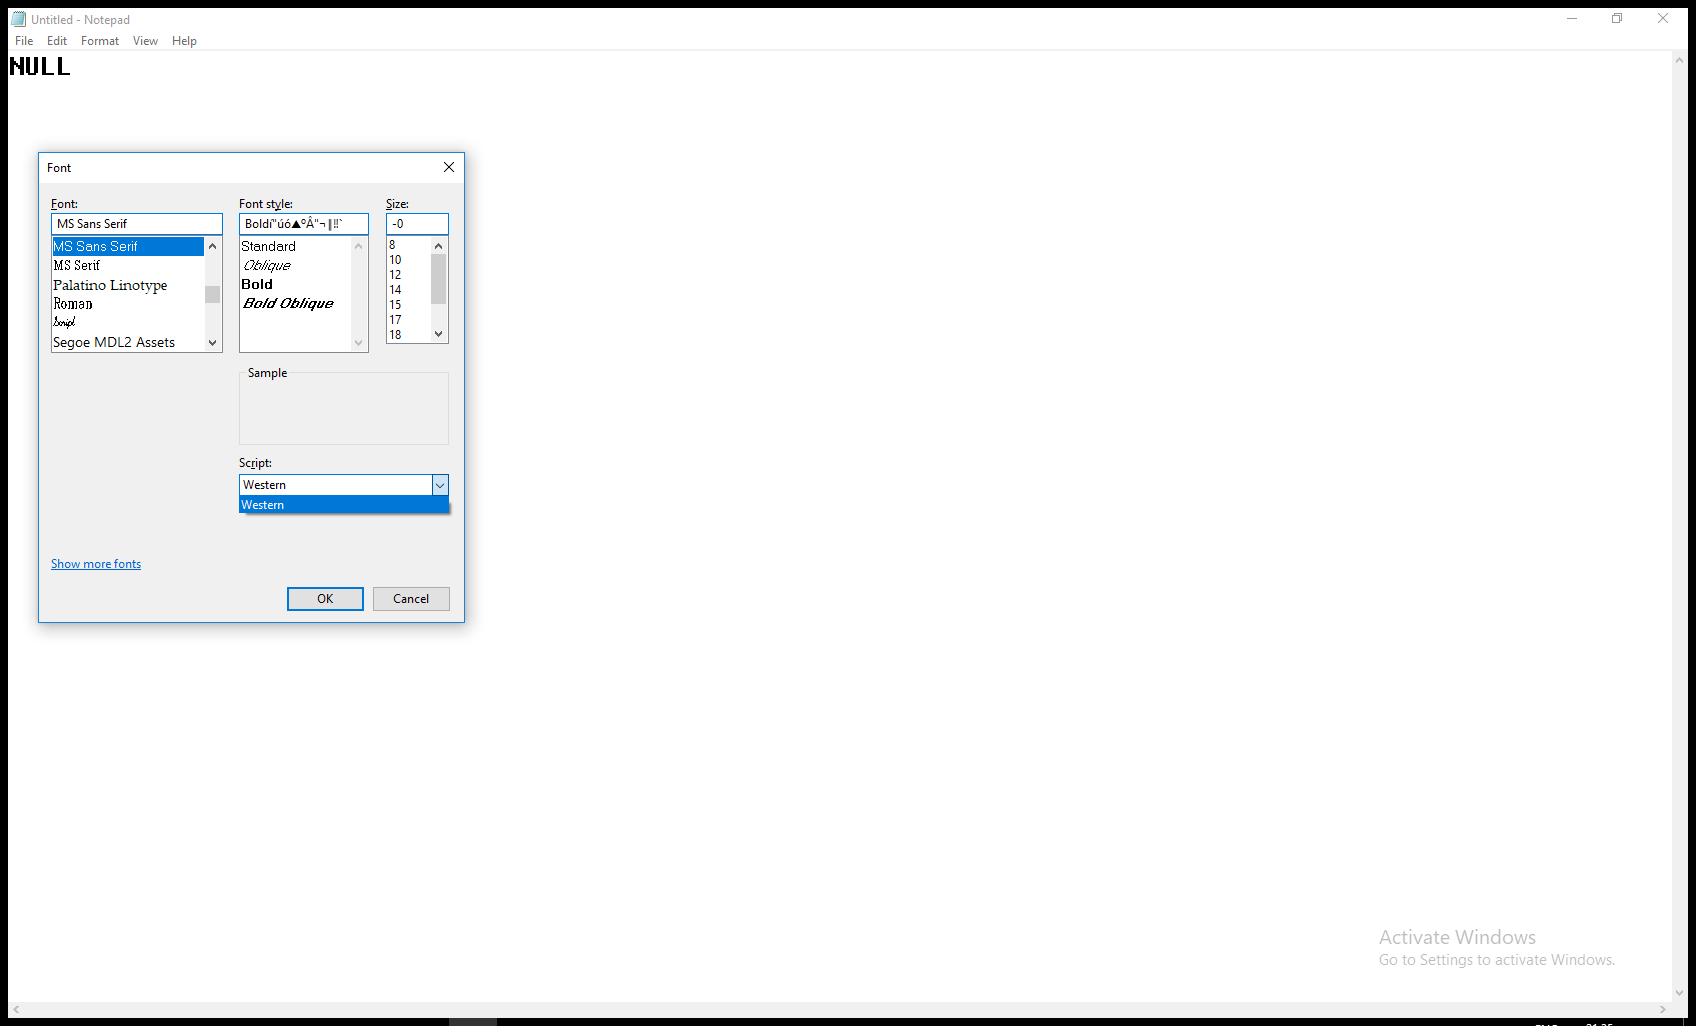 Untitled - Notepad
File Edit Format View Help
NULL
Font
Font:
MS Sans Serif
MS Sans Serif
MS Serif
Palatino Linotype
Roman
Script
Segoe MDL2 Assets
Font style:
Boldí"úó▲ºÂ"¬║‼`
Standard
Oblique
Bold
Bold Oblique
Size:
-0
8
10
12
14
15
17
18
Sample
Script:
Western
Western
Show more fonts
OK Cancel
Activate Windows
Go to Settings to activate Windows.